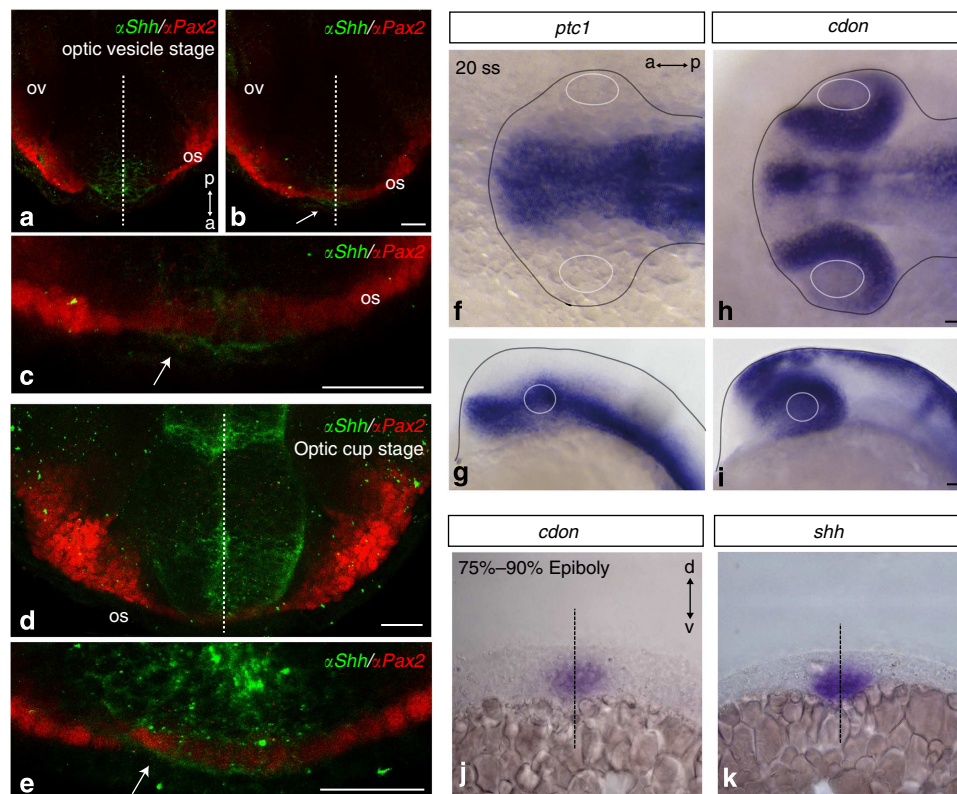 αShh/αPax2
optic vesicle stage
ov
os
p
a
a
αShh/αPax2
ov
os
b
αShh/αPax2
os
c
αShh/αPax2
Optic cup stage
os
d
αShh/αPax2
e
ptc1
20 ss
a p
f
g
cdon
h
i
cdon
75%–90% Epiboly
d
v
j
shh
k